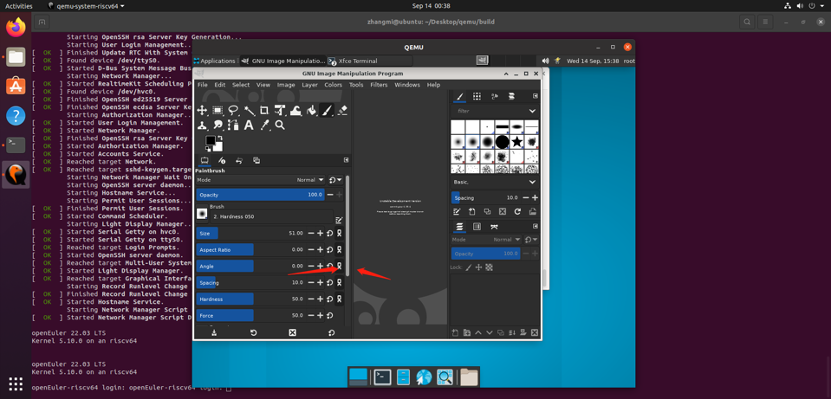 Activities
qemu-system-riscv64
Sep 14 00:38
zhangmi@ubuntu: ~/Desktop/qemu/build
Starting OpenSSH rsa Server Key Generation...
Starting User Login Management..
[ OK ] Finished Update RTC With System
[ OK ] Found device /dev/ttyS0.
[ OK ] Started D-Bus System Message Bus
Starting Network Manager...
[ OK ] Started RealtimeKit Scheduling P
[ OK ] Found device /dev/hvc0.
[ OK ] Finished OpenSSH ed25519 Server
[ OK ] Finished OpenSSH ecdsa Server Key
Starting Authorization Manager..
[ OK ] Started User Login Management.
[ OK ] Started Network Manager.
[ OK ] Finished OpenSSH rsa Server Key
[ OK ] Started Authorization Manager.
[ OK ] Started Accounts Service.
[ OK ] Reached target Network.
[ OK ] Reached target sshd-keygen.targe
Starting Network Manager Wait On
Starting OpenSSH server daemon..
Starting Hostname Service...
Starting Permit User Sessions...
[ OK ] Finished Permit User Sessions.
[ OK ] Started Command Scheduler.
Starting Light Display Manager..
[ OK ] Started Serial Getty on hvc0.
[ OK ] Started Serial Getty on ttyS0.
[ OK ] Reached target Login Prompts.
[ OK ] Started OpenSSH server daemon.
[ OK ] Reached target Multi-User System
[ OK ] Started Light Display Manager.
[ OK ] Reached target Graphical Interfa
Starting Record Runlevel Change
[ OK ] Finished Record Runlevel Change
[ OK ] Started Hostname Service.
Starting Network Manager Script
[ OK ] Started Network Manager Script D
openEuler 22.03 LTS
Kernel 5.10.0 on an riscv64
openEuler 22.03 LTS
Kernel 5.10.0 on an riscv64
openEuler-riscv64 login: openEuler-riscv64 login:
QEMU
Applications
GNU Image Manipulation...
Xfce Terminal
Wed 14 Sep, 15:38 root
GNU Image Manipulation Program
File Edit Select View Image Layer Colors Tools Filters Windows Help
Paintbrush
Mode Normal
Opacity 100.0
Brush
2. Hardness 050
Size 51.00
Aspect Ratio 0.00
Angle 0.00
Spacing 10.0
Hardness 50.0
Force 50.0
filter
Basic,
Spacing 10.0
Mode Normal
Opacity 100.0
Lock: